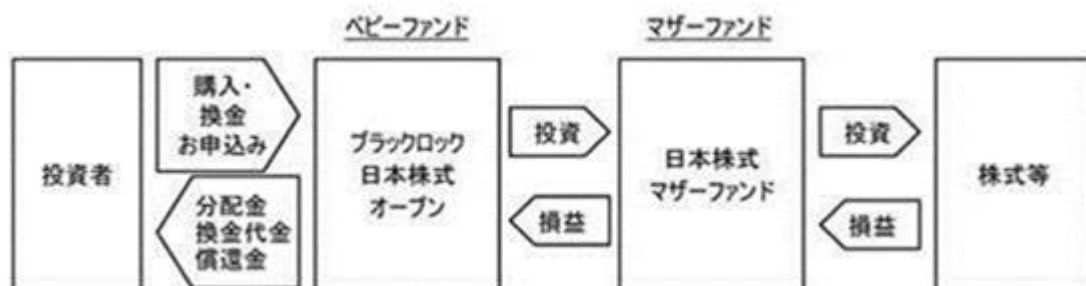 ベビーファンド
マザーファンド
投資者
購入・
換金
お申込み
分配金
換金代金
償還金
ブラックロック
日本株式
オープン
投資
損益
日本株式
マザーファンド
投資
損益
株式等